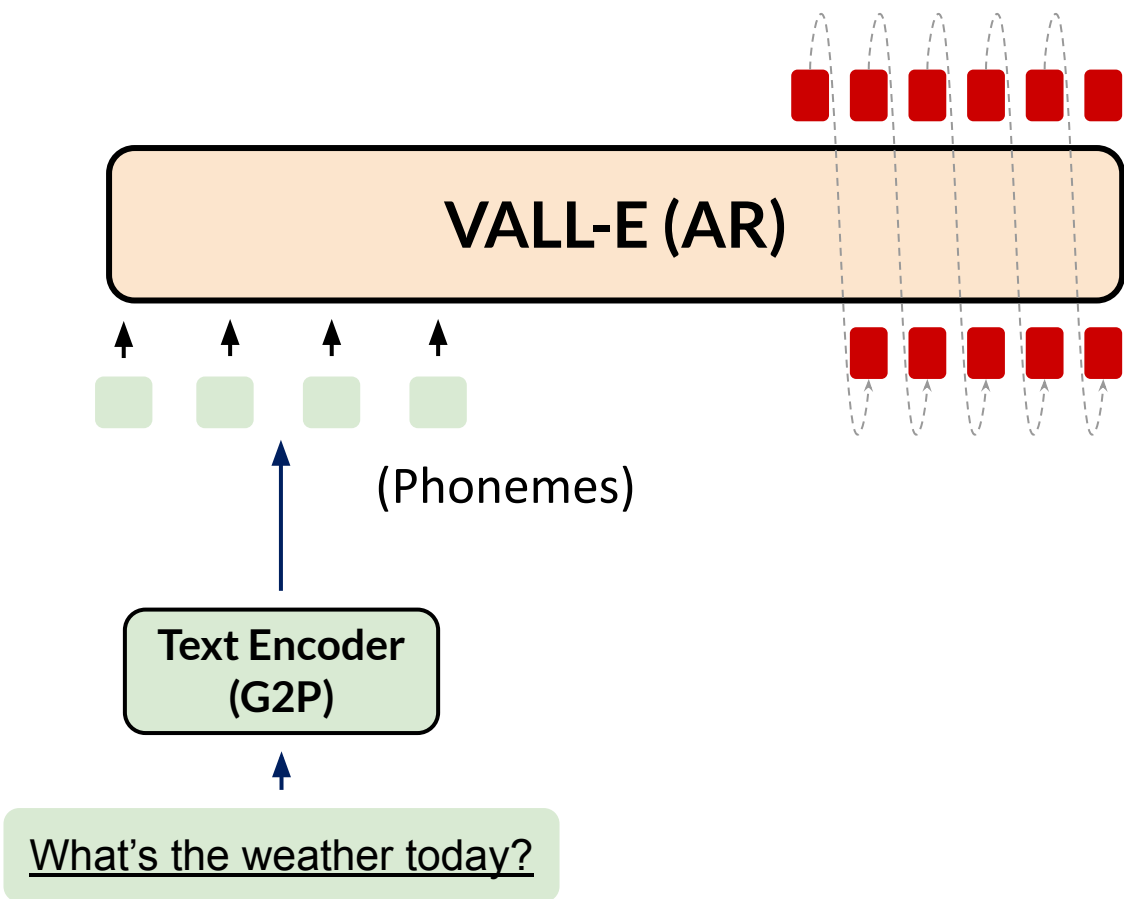 VALL-E (AR)
(Phonemes)
Text Encoder
(G2P)
What’s the weather today?